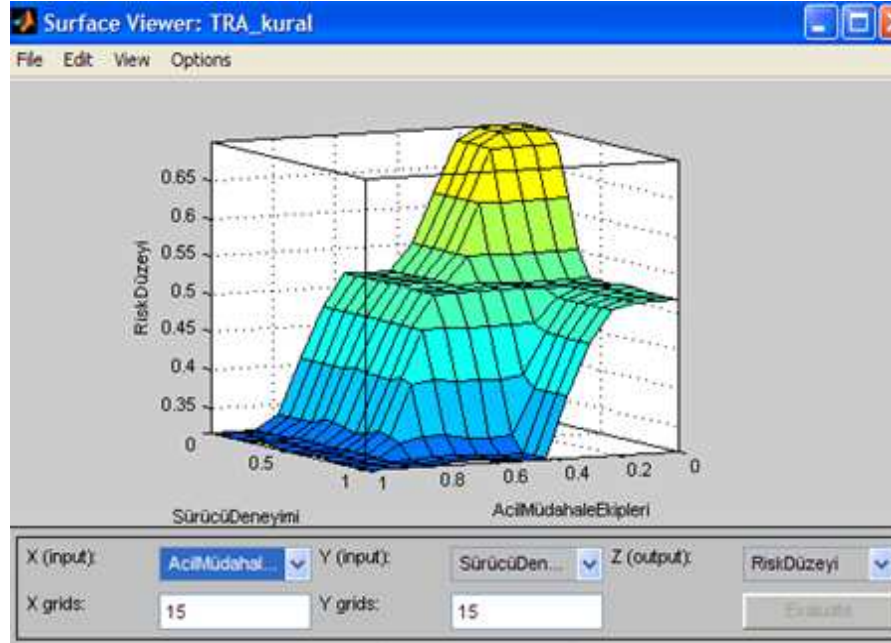 Surface Viewer: TRA_kural
File Edit View Options
0.65
0.6
0.55
0.5
0.45
0.4
0.35
RiskDüzeyi
0
0.5
1
1
0.8
0.6
0.4
0.2
0
SürücüDeneyimi
AcilMüdahaleEkipleri
X (input):
AcilMüdahal...
Y (input):
SürücüDen...
Z (output):
RiskDüzeyi
X grids:
15
Y grids:
15
Evaluate